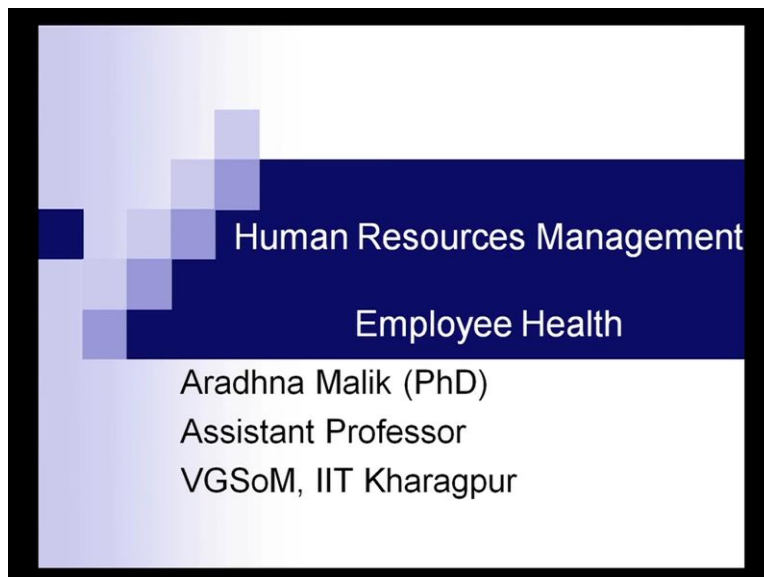 Human Resources Management
Employee Health
Aradhna Malik (PhD)
Assistant Professor
VGSoM, IIT Kharagpur